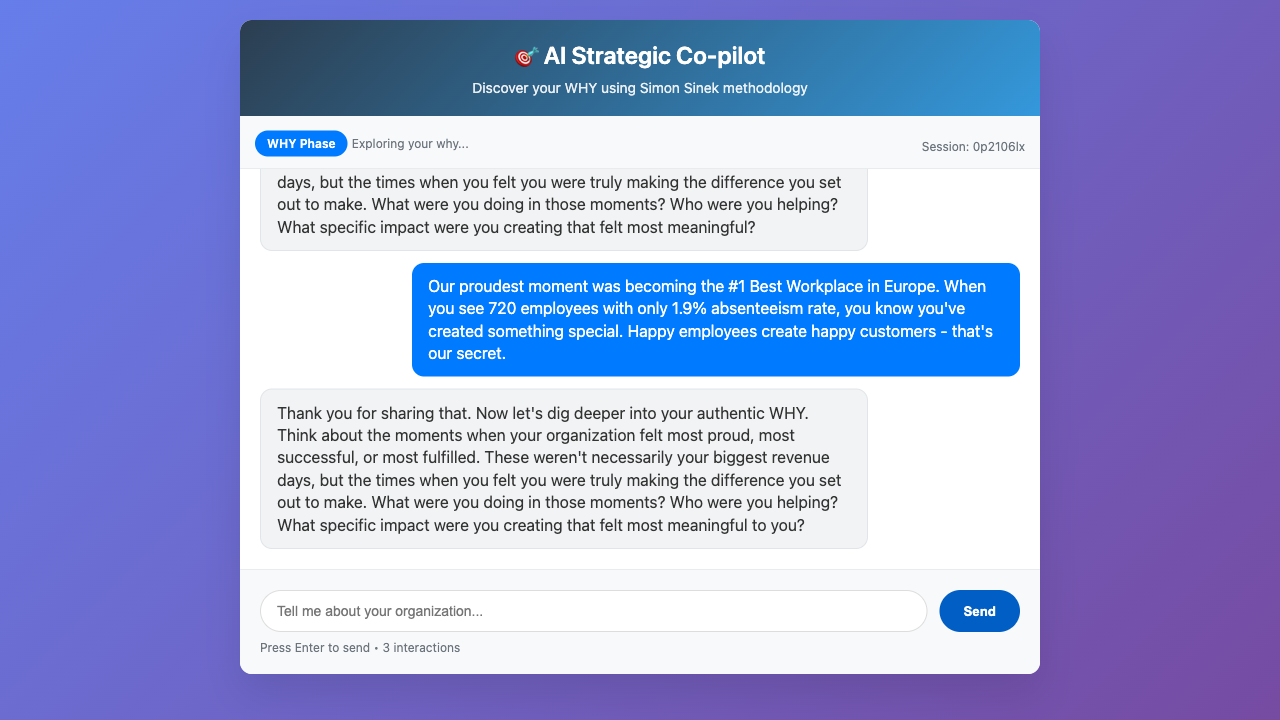 🎯 AI Strategic Co-pilot
Discover your WHY using Simon Sinek methodology
WHY Phase Exploring your why...
Session: 0p2106lx
days, but the times when you felt you were truly making the difference you set
out to make. What were you doing in those moments? Who were you helping?
What specific impact were you creating that felt most meaningful?
Our proudest moment was becoming the #1 Best Workplace in Europe. When
you see 720 employees with only 1.9% absenteeism rate, you know you've
created something special. Happy employees create happy customers - that's
our secret.
Thank you for sharing that. Now let's dig deeper into your authentic WHY.
Think about the moments when your organization felt most proud, most
successful, or most fulfilled. These weren't necessarily your biggest revenue
days, but the times when you felt you were truly making the difference you set
out to make. What were you doing in those moments? Who were you helping?
What specific impact were you creating that felt most meaningful to you?
Tell me about your organization...
Send
Press Enter to send • 3 interactions